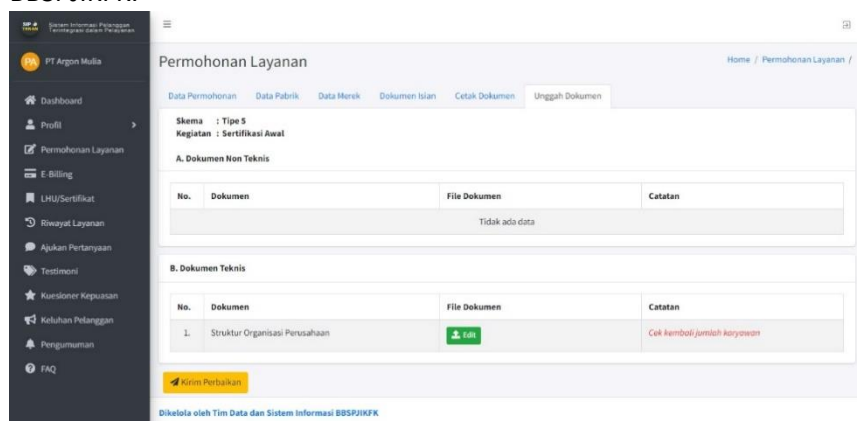 SIP 4
TEKAN
Sistem Informasi Pelanggan
Terintegrasi dalam Pelayanan
PA PT Argon Mulia
Dashboard
Profil
Permohonan Layanan
E-Billing
LHU/Sertifikat
Riwayat Layanan
Ajukan Pertanyaan
Testimoni
Kuesioner Kepuasan
Keluhan Pelanggan
Pengumuman
FAQ
Permohonan Layanan
Home / Permohonan Layanan /
Data Permohonan Data Pabrik Data Merek Dokumen Isian Cetak Dokumen Unggah Dokumen
Skema : Tipe 5
Kegiatan : Sertifikasi Awal
A. Dokumen Non Teknis
No. Dokumen File Dokumen Catatan
Tidak ada data
B. Dokumen Teknis
No. Dokumen File Dokumen Catatan
1. Struktur Organisasi Perusahaan Edit Cek kembali jumlah karyawan
Kirim Perbaikan
Dikelola oleh Tim Data dan Sistem Informasi BBSPJIKFK